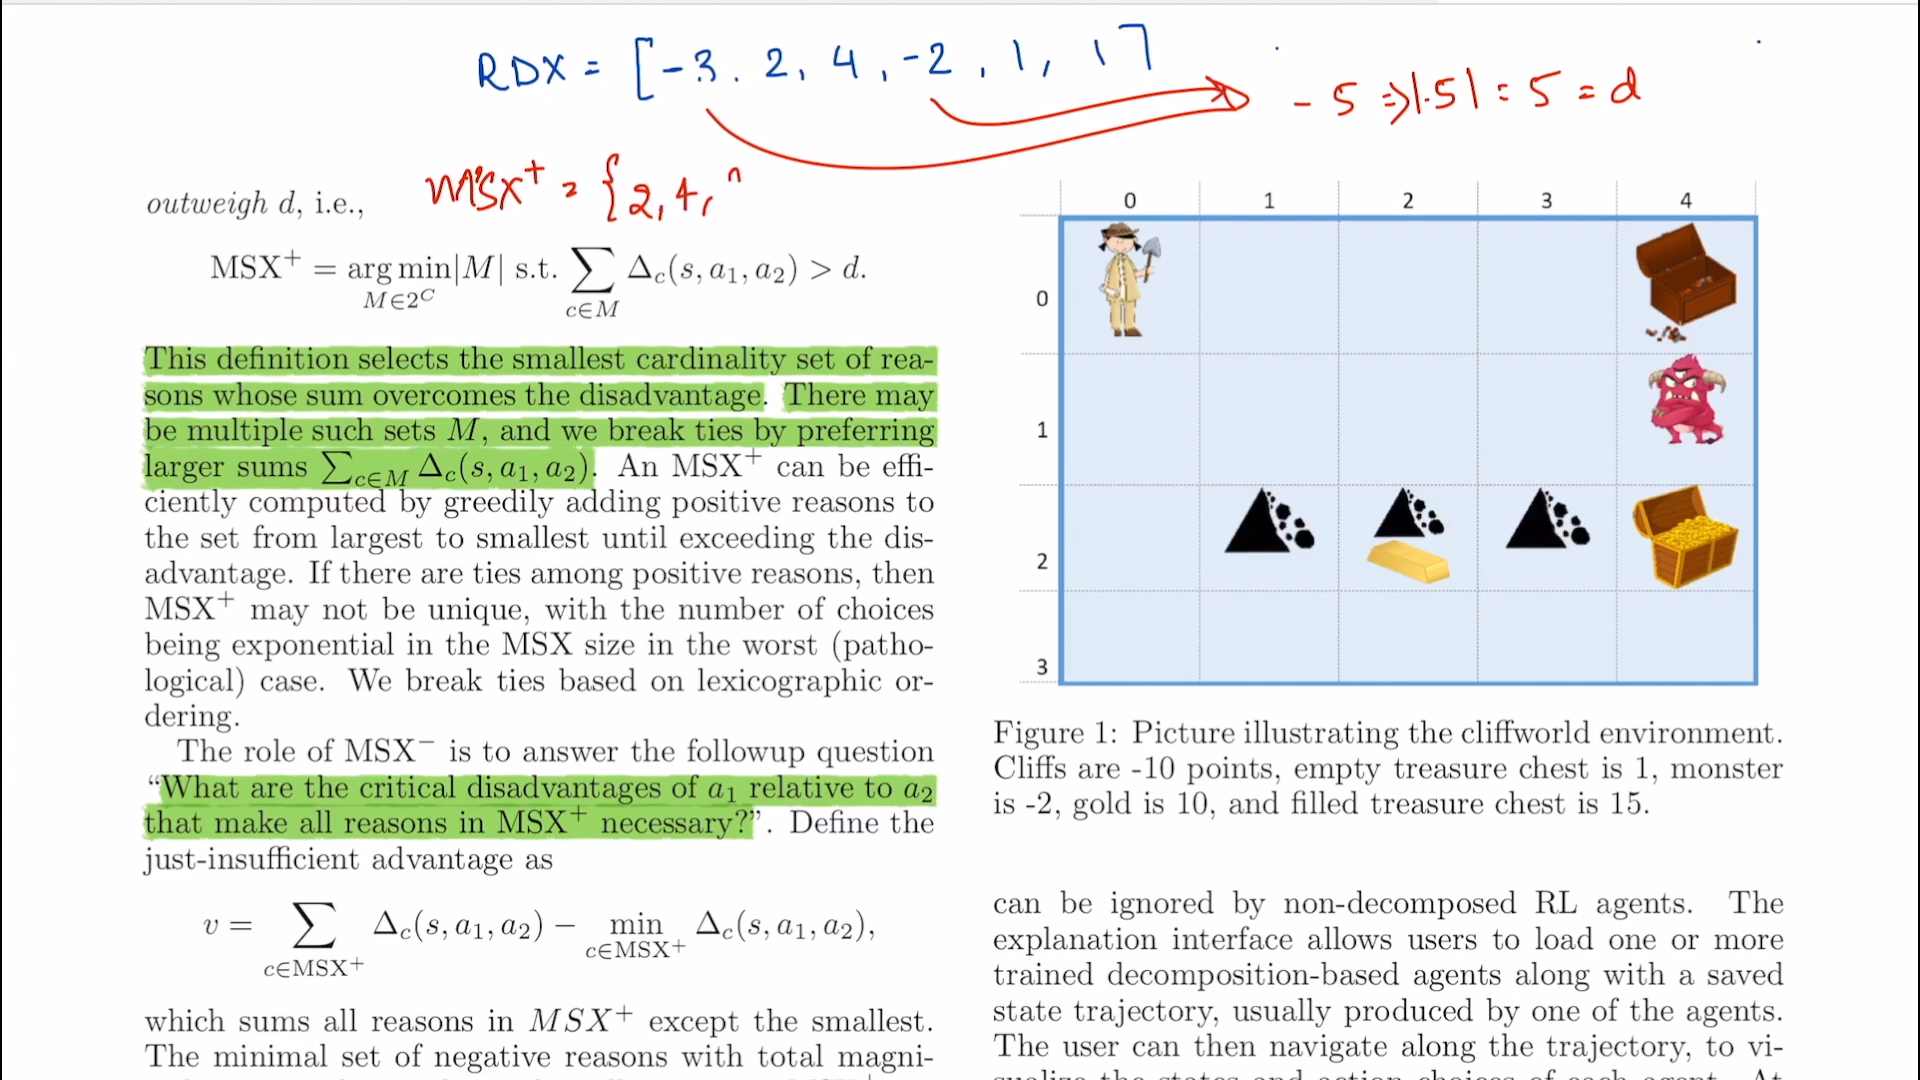 RDX = [-3. 2, 4, -2, 1, 1]
- 5 ⇒ |-5| = 5 = d
MSX⁺ = {2, 4,
outweigh d, i.e.,
MSX⁺ = arg min |M| s.t. ∑ Δc(s, a₁, a₂) > d.
M∈2^C c∈M
This definition selects the smallest cardinality set of rea-
sons whose sum overcomes the disadvantage. There may
be multiple such sets M, and we break ties by preferring
larger sums ∑c∈M Δc(s, a₁, a₂). An MSX⁺ can be effi-
ciently computed by greedily adding positive reasons to
the set from largest to smallest until exceeding the dis-
advantage. If there are ties among positive reasons, then
MSX⁺ may not be unique, with the number of choices
being exponential in the MSX size in the worst (patho-
logical) case. We break ties based on lexicographic or-
dering.
The role of MSX⁻ is to answer the followup question
“What are the critical disadvantages of a₁ relative to a₂
that make all reasons in MSX⁺ necessary?”. Define the
just-insufficient advantage as
v = ∑ Δc(s, a₁, a₂) − min Δc(s, a₁, a₂),
c∈MSX⁺ c∈MSX⁺
which sums all reasons in MSX⁺ except the smallest.
The minimal set of negative reasons with total magni-
0 1 2 3 4
0
1
2
3
Figure 1: Picture illustrating the cliffworld environment.
Cliffs are -10 points, empty treasure chest is 1, monster
is -2, gold is 10, and filled treasure chest is 15.
can be ignored by non-decomposed RL agents. The
explanation interface allows users to load one or more
trained decomposition-based agents along with a saved
state trajectory, usually produced by one of the agents.
The user can then navigate along the trajectory, to vi-